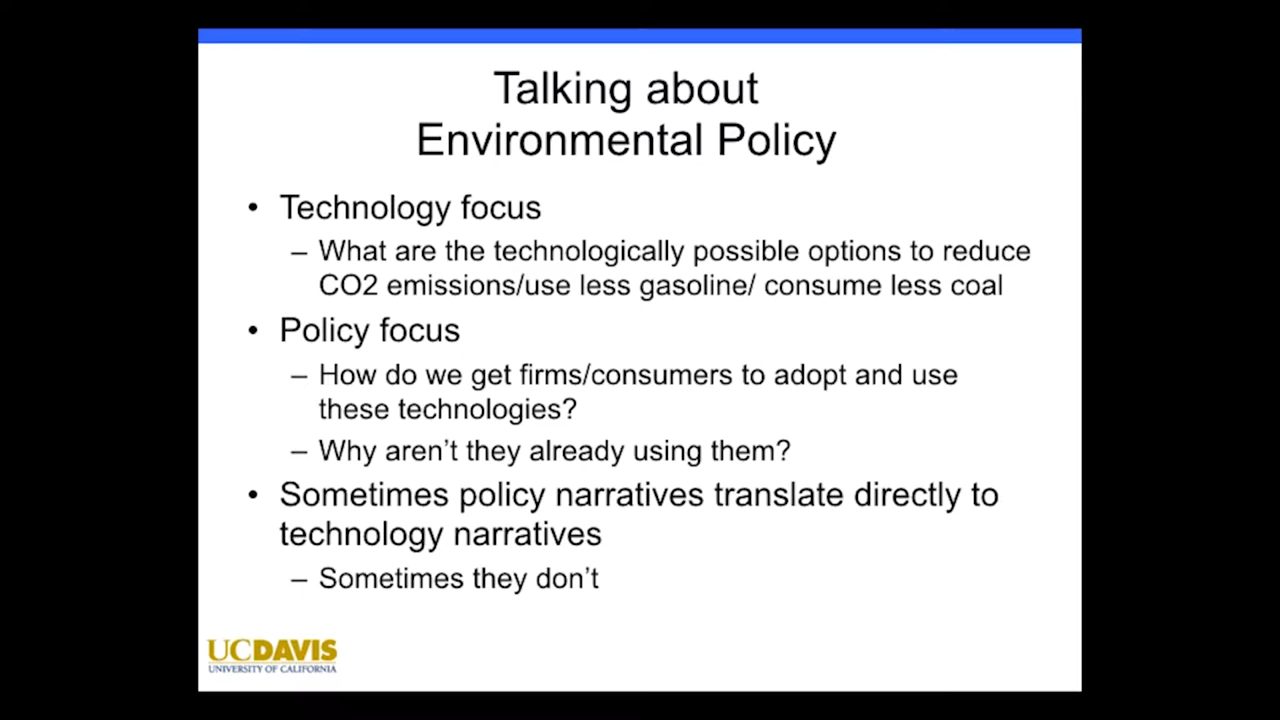 Talking about
Environmental Policy
• Technology focus
– What are the technologically possible options to reduce
CO2 emissions/use less gasoline/ consume less coal
• Policy focus
– How do we get firms/consumers to adopt and use
these technologies?
– Why aren’t they already using them?
• Sometimes policy narratives translate directly to
technology narratives
– Sometimes they don’t
UCDAVIS
UNIVERSITY OF CALIFORNIA